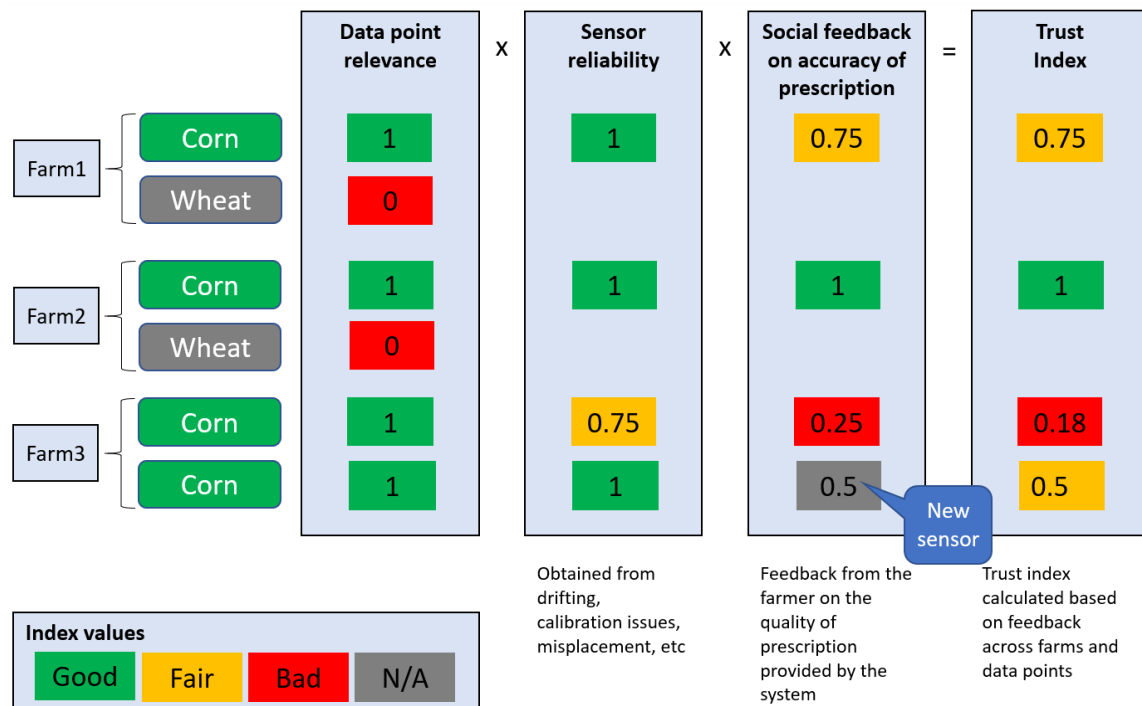 Data point
relevance
x
Sensor
reliability
x
Social feedback
on accuracy of
prescription
=
Trust
Index
Farm1
Corn
1
1
0.75
0.75
Wheat
0
Farm2
Corn
1
1
1
1
Wheat
0
Farm3
Corn
1
0.75
0.25
0.18
Corn
1
1
0.5
0.5
New
sensor
Obtained from
drifting,
calibration issues,
misplacement, etc
Feedback from the
farmer on the
quality of
prescription
provided by the
system
Trust index
calculated based
on feedback
across farms and
data points
Index values
Good
Fair
Bad
N/A